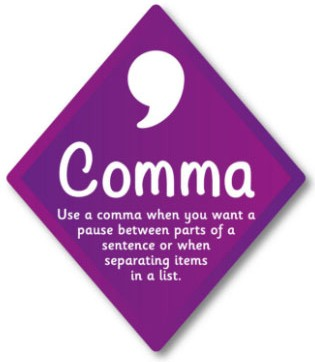 ,
Comma
Use a comma when you want a
pause between parts of a
sentence or when
separating items
in a list.